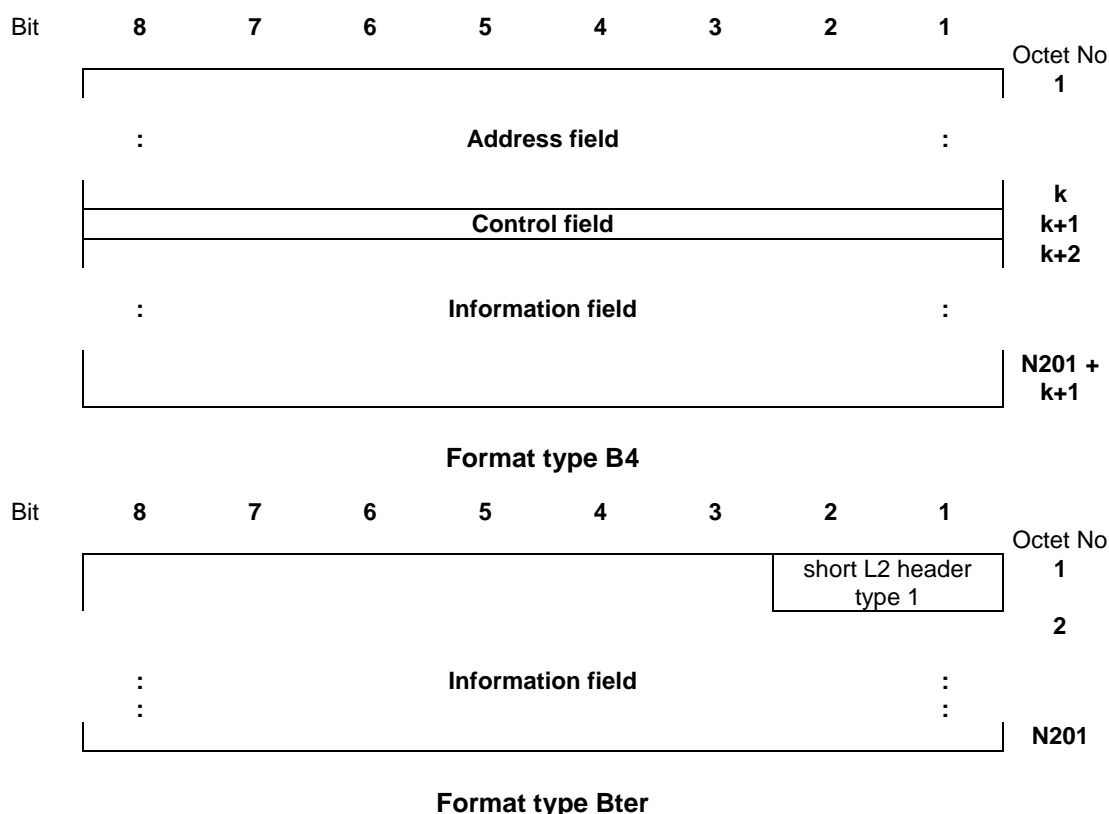 Bit 8 7 6 5 4 3 2 1
Octet No
1
: Address field :
k
Control field k+1
k+2
: Information field :
N201 +
k+1
Format type B4
Bit 8 7 6 5 4 3 2 1
Octet No
short L2 header 1
type 1
2
: Information field :
: :
N201
Format type Bter